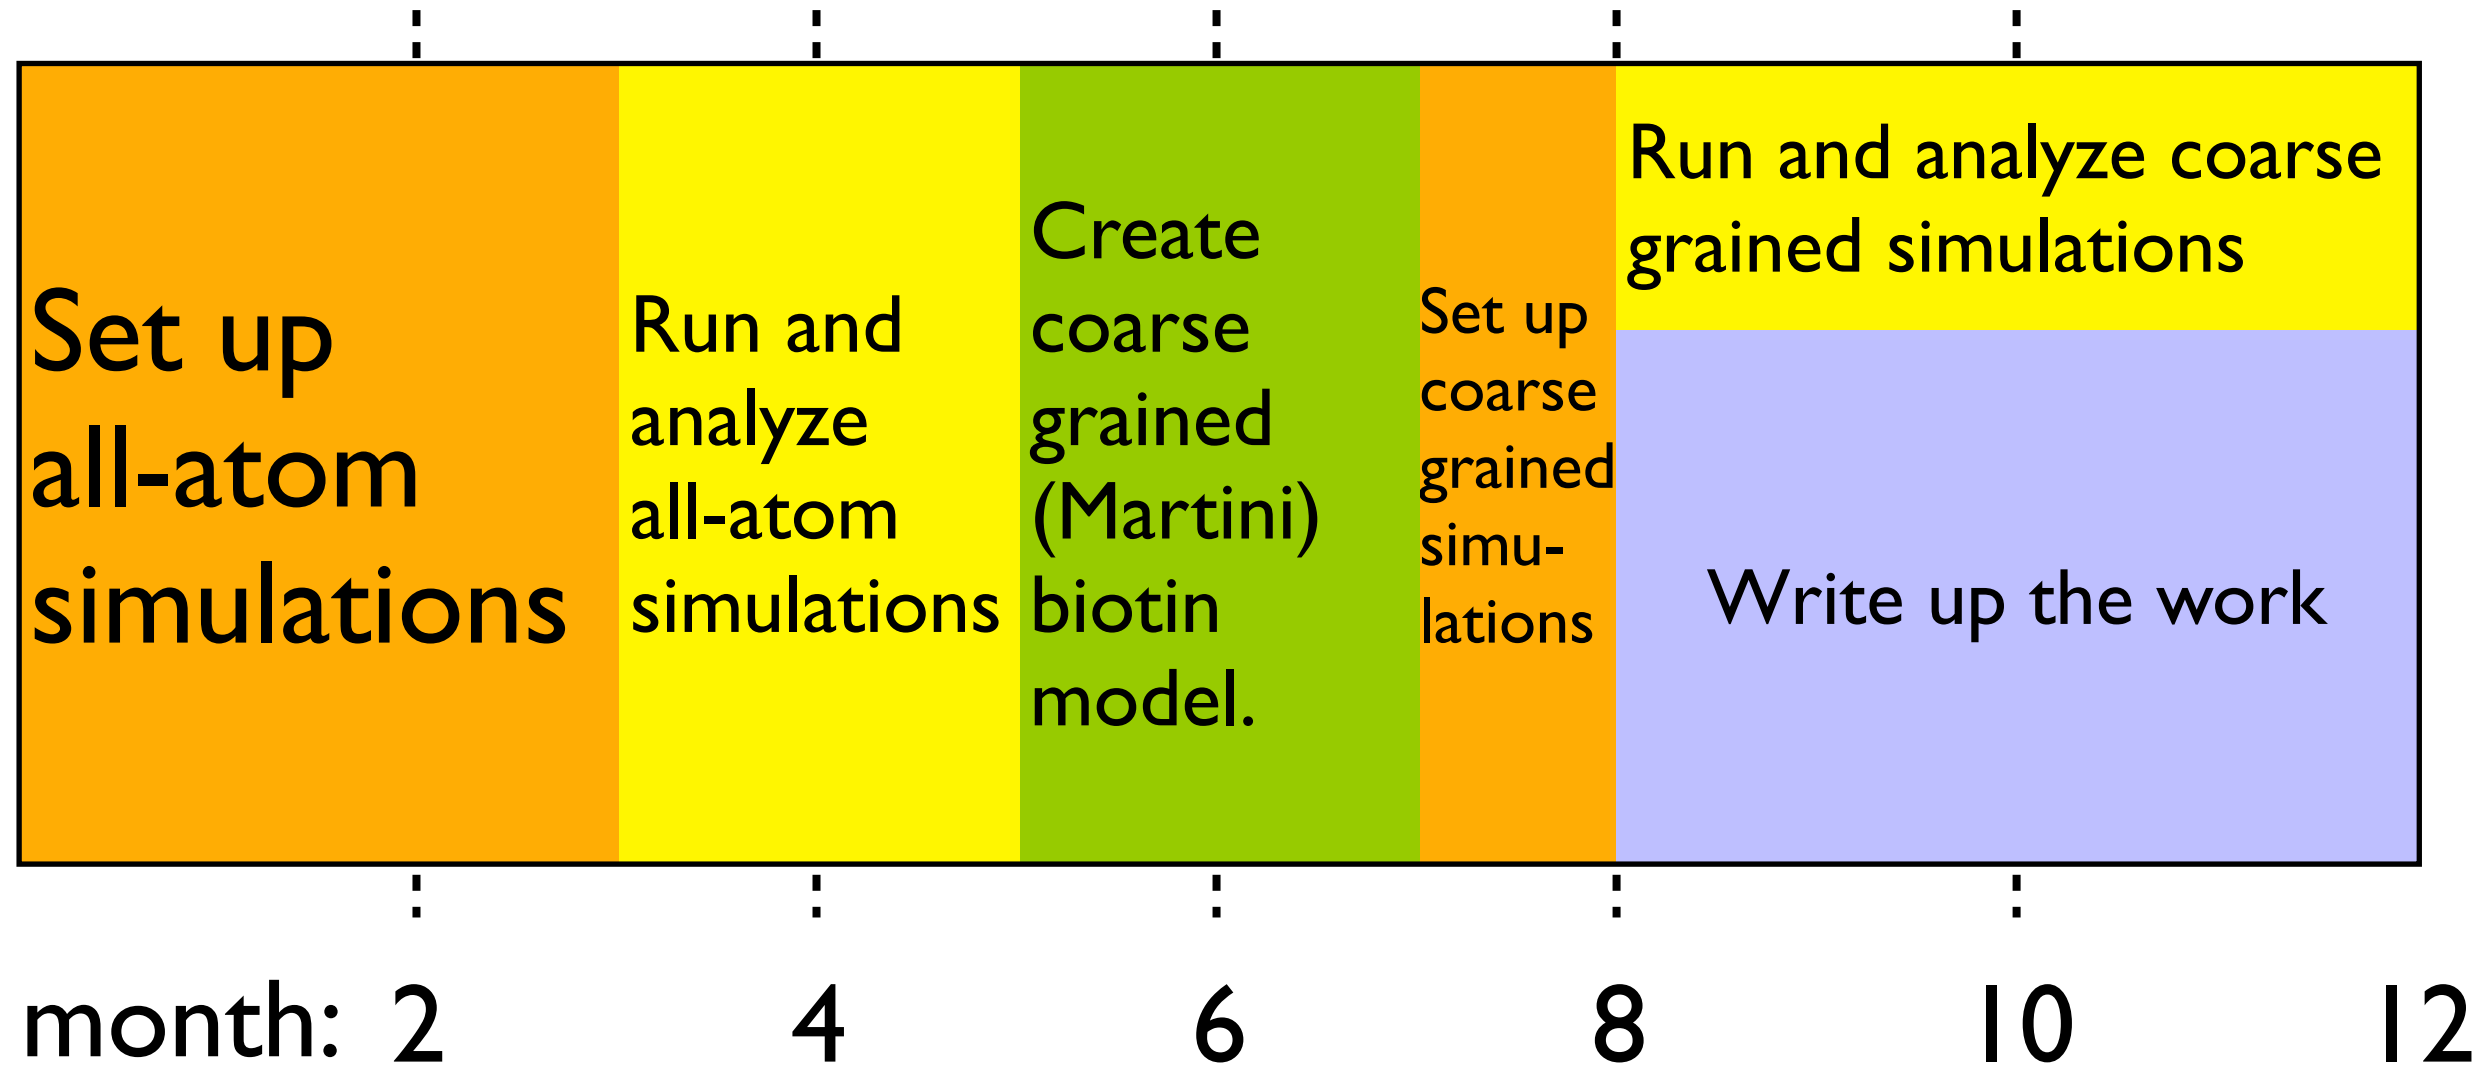 Set up
all-atom
simulations
Run and
analyze
all-atom
simulations
Create
coarse
grained
(Martini)
biotin
model.
Set up
coarse
grained
simu-
lations
Run and analyze coarse
grained simulations
Write up the work
month: 2 4 6 8 10 12